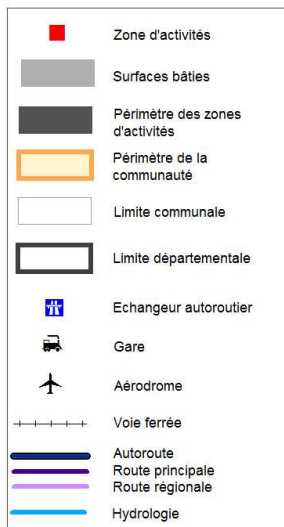 Zone d'activités
Surfaces bâties
Périmètre des zones
d'activités
Périmètre de la
communauté
Limite communale
Limite départementale
Echangeur autoroutier
Gare
Aérodrome
Voie ferrée
Autoroute
Route principale
Route régionale
Hydrologie